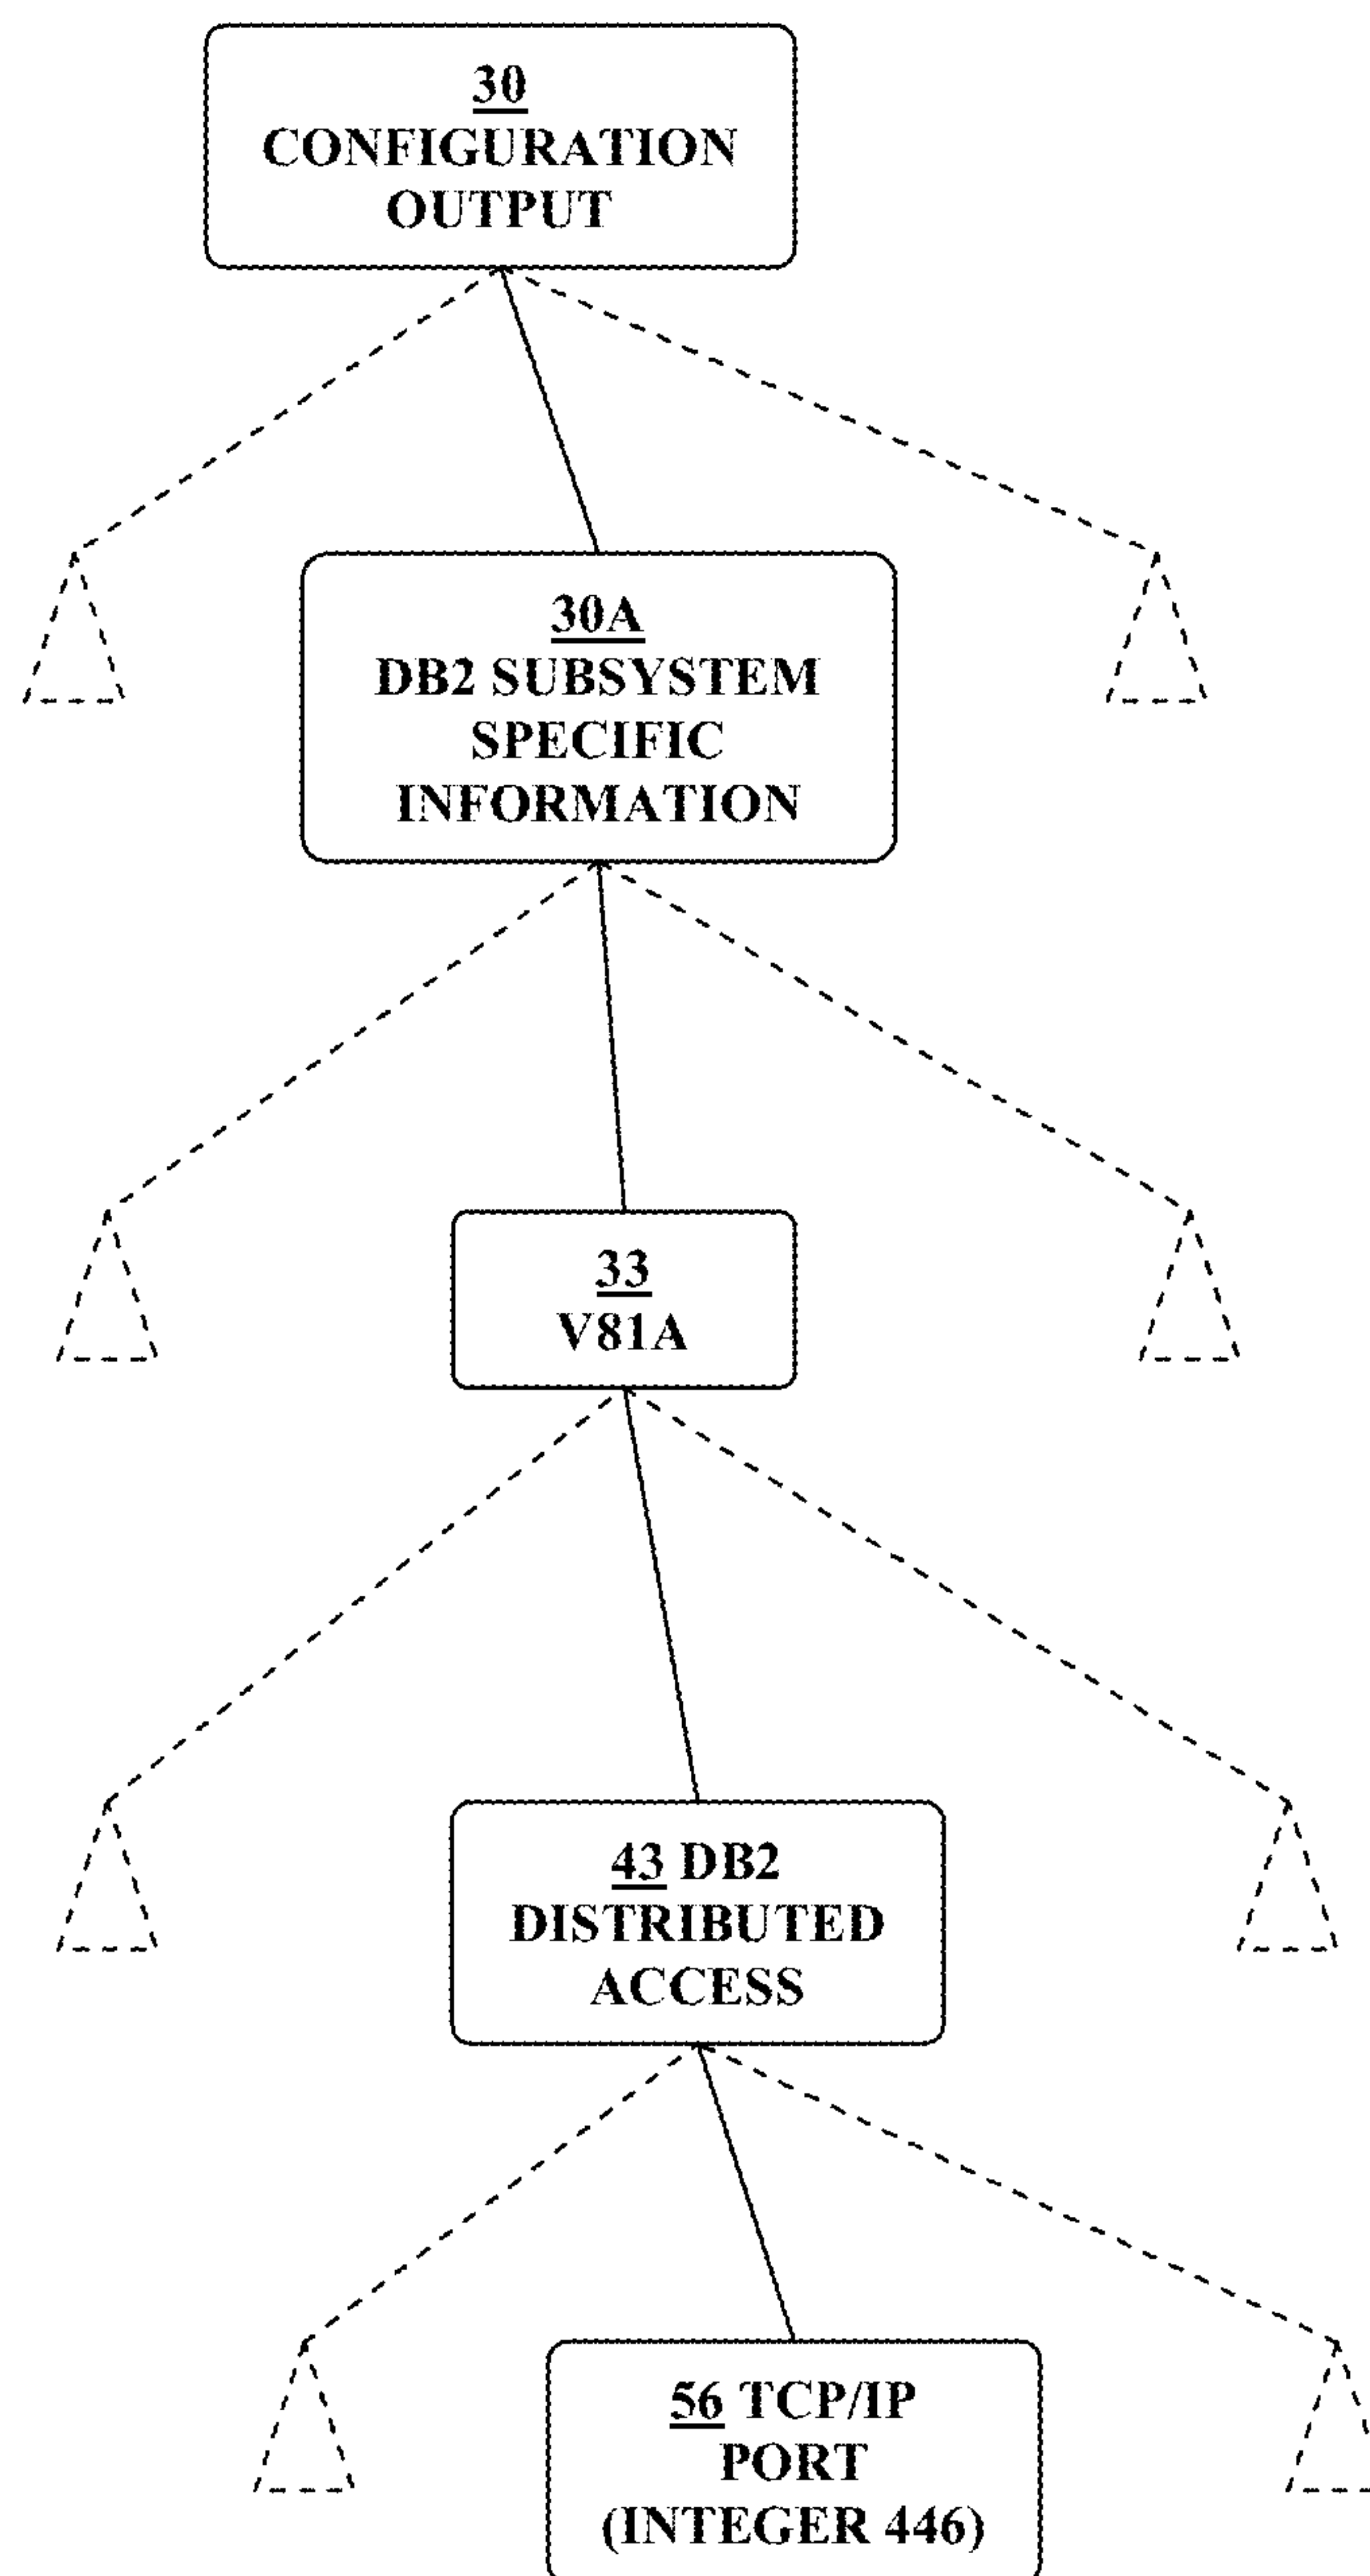 30
CONFIGURATION
OUTPUT
30A
DB2 SUBSYSTEM
SPECIFIC
INFORMATION
33
V81A
43 DB2
DISTRIBUTED
ACCESS
56 TCP/IP
PORT
(INTEGER 446)